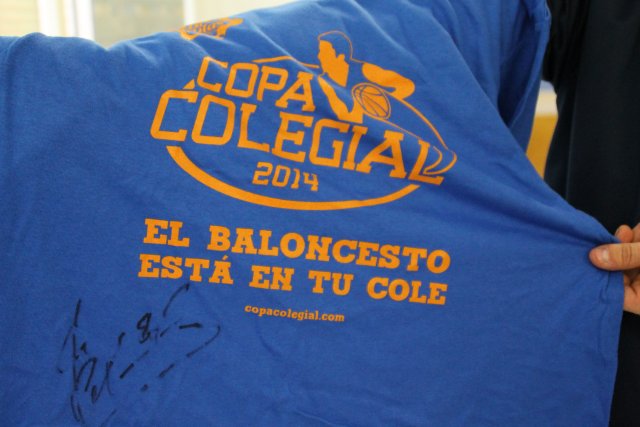 COPA
COLEGIAL
2014
EL BALONCESTO
ESTÁ EN TU COLE
copacolegial.com